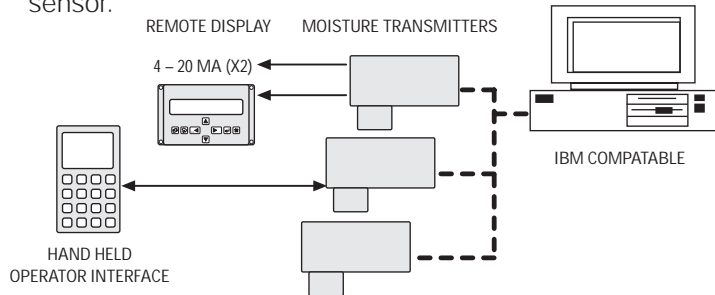 sensor.
REMOTE DISPLAY
MOISTURE TRANSMITTERS
4 – 20 MA (X2)
IBM COMPATABLE
HAND HELD
OPERATOR INTERFACE